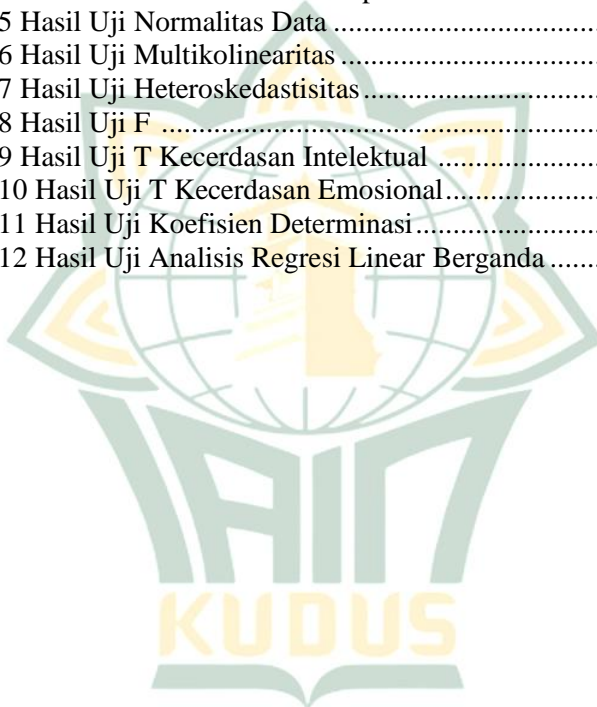 5 Hasil Uji Normalitas Data ....................................
6 Hasil Uji Multikolinearitas ...................................
7 Hasil Uji Heteroskedastisitas ................................
8 Hasil Uji F ..........................................................
9 Hasil Uji T Kecerdasan Intelektual ......................
10 Hasil Uji T Kecerdasan Emosional.....................
11 Hasil Uji Koefisien Determinasi.........................
12 Hasil Uji Analisis Regresi Linear Berganda .......
IAIN
KUDUS